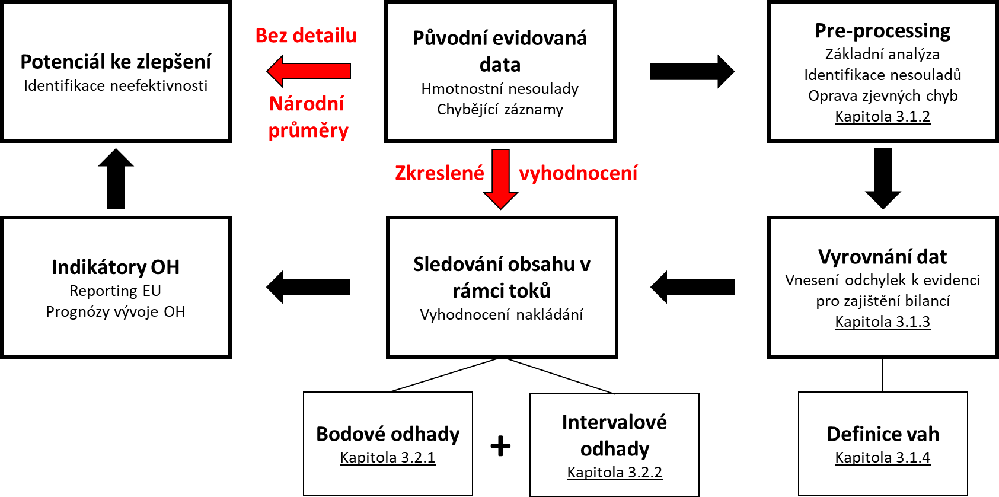 Potenciál ke zlepšení
Identifikace neefektivnosti
Bez detailu
Národní
průměry
Původní evidovaná
data
Hmotnostní nesoulady
Chybějící záznamy
Pre-processing
Základní analýza
Identifikace nesouladů
Oprava zjevných chyb
Kapitola 3.1.2
Zkreslené vyhodnocení
Indikátory OH
Reporting EU
Prognózy vývoje OH
Sledování obsahu v
rámci toků
Vyhodnocení nakládání
Vyrovnání dat
Vnesení odchylek k evidenci
pro zajištění bilancí
Kapitola 3.1.3
Bodové odhady
Kapitola 3.2.1
+
Intervalové
odhady
Kapitola 3.2.2
Definice vah
Kapitola 3.1.4